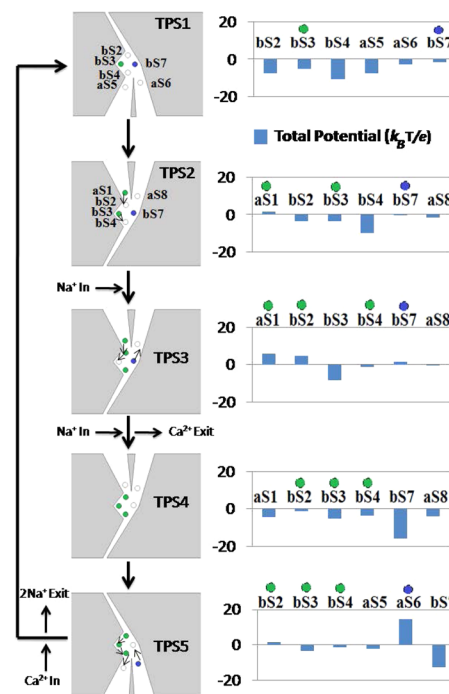 TPS1
bS2
bS3
bS4
aS5
bS7
aS6
20
bS2 bS3 bS4 aS5 aS6 bS7
0
-20
Total Potential (kBT/e)
TPS2
aS1
bS2
bS3
bS4
aS8
bS7
20
aS1 bS2 bS3 bS4 bS7 aS8
0
-20
Na+ In
TPS3
20
aS1 bS2 bS3 bS4 bS7 aS8
0
-20
Na+ In
Ca2+ Exit
TPS4
20
aS1 bS2 bS3 bS4 bS7 aS8
0
-20
2Na+ Exit
Ca2+ In
TPS5
20
bS2 bS3 bS4 aS5 aS6
0
-20